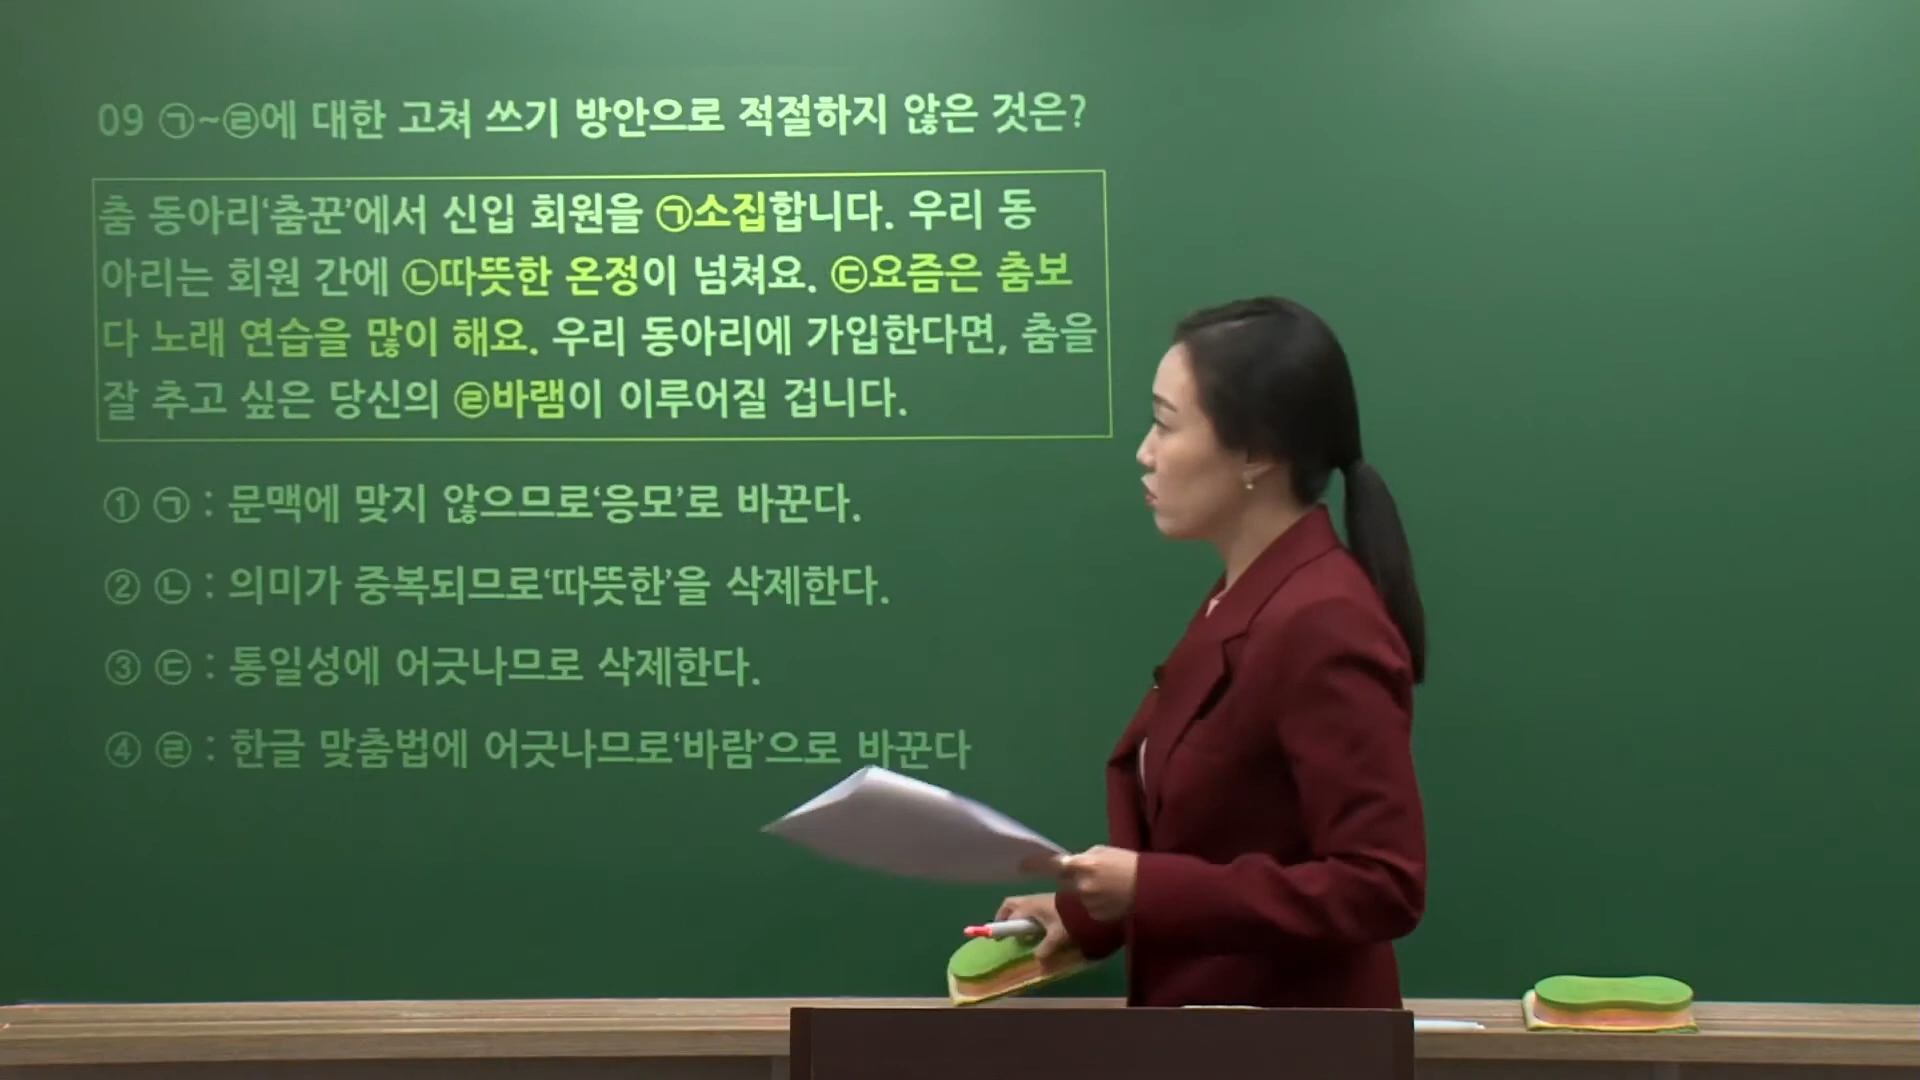 09 ㉠~㉣에 대한 고쳐 쓰기 방안으로 적절하지 않은 것은?
춤 동아리‘춤꾼’에서 신입 회원을 ㉠소집합니다. 우리 동
아리는 회원 간에 ㉡따뜻한 온정이 넘쳐요. ㉢요즘은 춤보
다 노래 연습을 많이 해요. 우리 동아리에 가입한다면, 춤을
잘 추고 싶은 당신의 ㉣바램이 이루어질 겁니다.
① ㉠ : 문맥에 맞지 않으므로‘응모’로 바꾼다.
② ㉡ : 의미가 중복되므로‘따뜻한’을 삭제한다.
③ ㉢ : 통일성에 어긋나므로 삭제한다.
④ ㉣ : 한글 맞춤법에 어긋나므로‘바람’으로 바꾼다